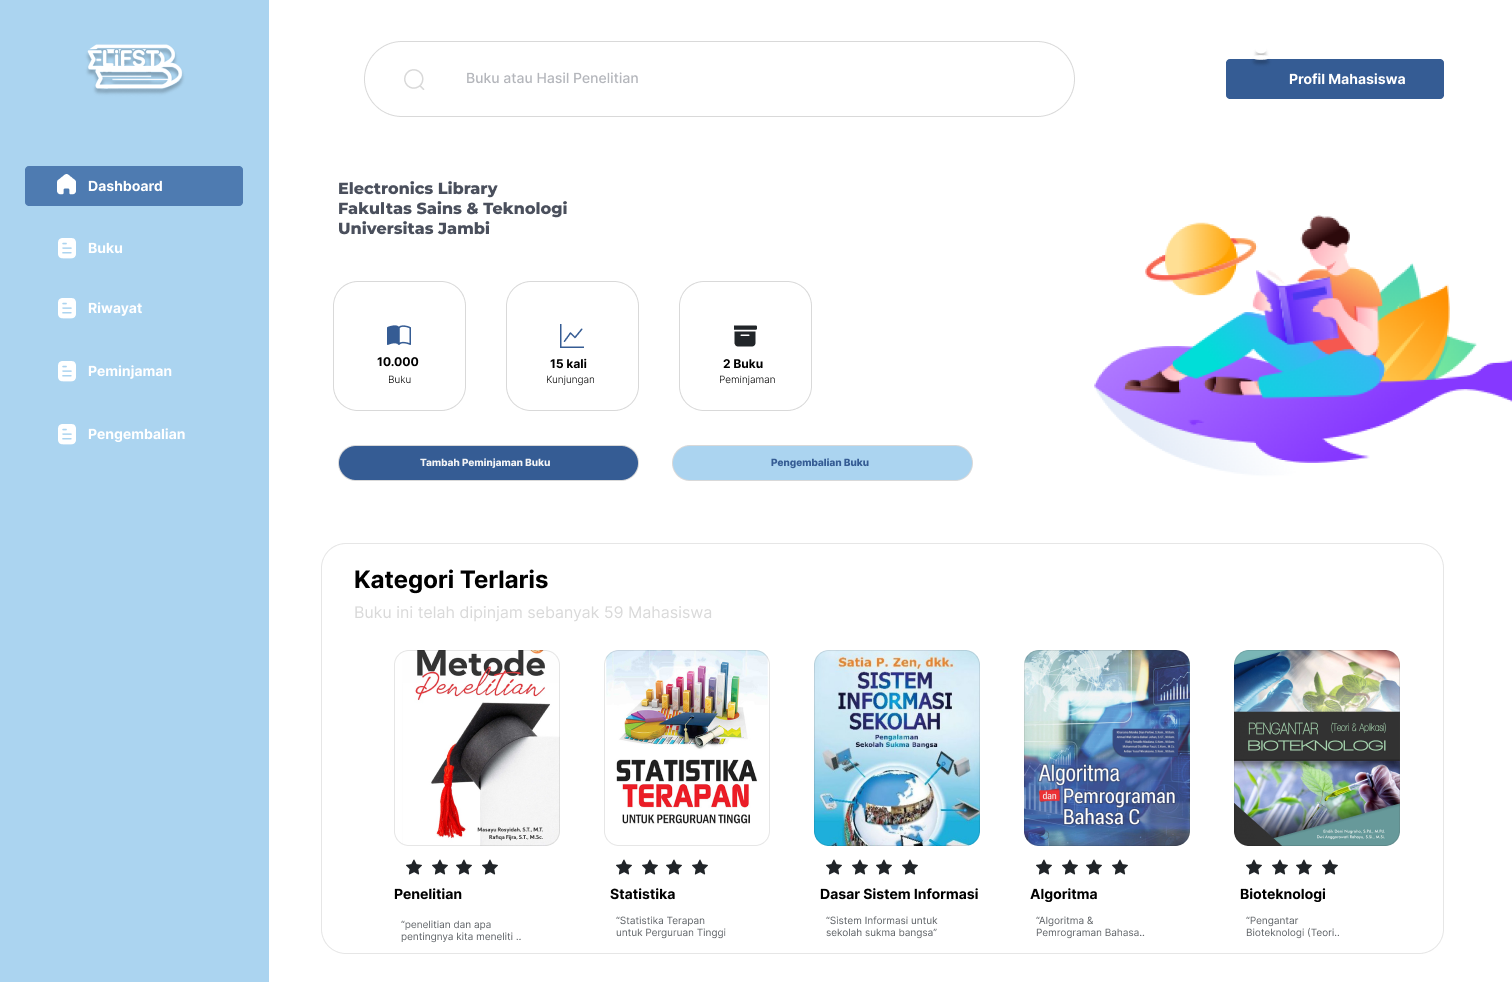 ELiFST
Buku atau Hasil Penelitian
Profil Mahasiswa
Dashboard
Buku
Riwayat
Peminjaman
Pengembalian
Electronics Library
Fakultas Sains & Teknologi
Universitas Jambi
10.000
Buku
15 kali
Kunjungan
2 Buku
Peminjaman
Tambah Peminjaman Buku
Pengembalian Buku
Kategori Terlaris
Buku ini telah dipinjam sebanyak 59 Mahasiswa
Metode
Penelitian
Masayu Rosyidah, S.T., M.T.
Rafiqa Fijra, S.T., M.Sc.
Penelitian
“penelitian dan apa
pentingnya kita meneliti ..
STATISTIKA
TERAPAN
UNTUK PERGURUAN TINGGI
Statistika
“Statistika Terapan
untuk Perguruan Tinggi
Satia P. Zen, dkk.
SISTEM
INFORMASI
SEKOLAH
Pengalaman
Sekolah Sukma Bangsa
Dasar Sistem Informasi
“Sistem Informasi untuk
sekolah sukma bangsa”
Algoritma
dan Pemrograman
Bahasa C
Algoritma
“Algoritma &
Pemrograman Bahasa..
PENGANTAR (Teori & Aplikasi)
BIOTEKNOLOGI
Bioteknologi
“Pengantar
Bioteknologi (Teori..